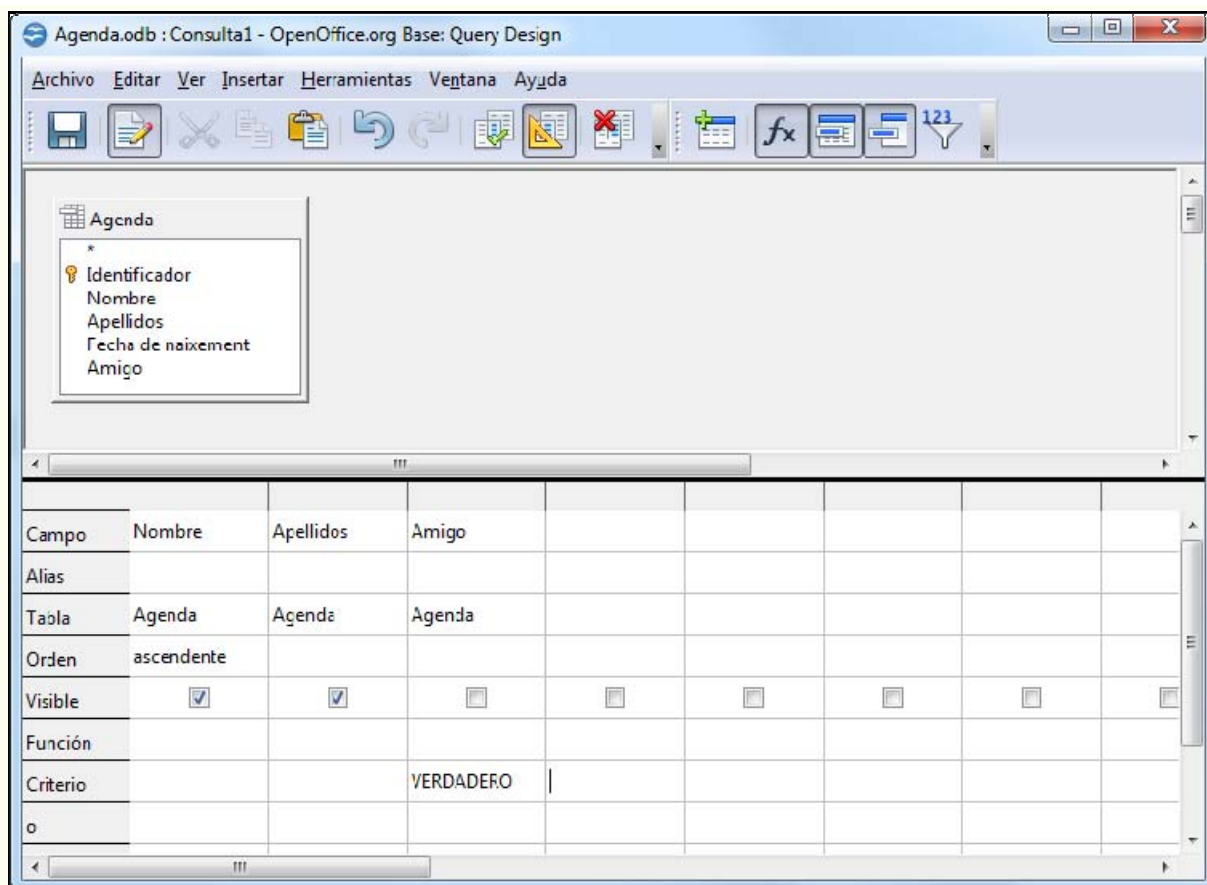 Agenda.odb : Consulta1 - OpenOffice.org Base: Query Design
Archivo Editar Ver Insertar Herramientas Ventana Ayuda
fx
123
Agenda
*
Identificador
Nombre
Apellidos
Fecha de naixement
Amigo
Campo Nombre Apellidos Amigo
Alias
Tabla Agenda Agenda Agenda
Orden ascendente
Visible
Función
Criterio VERDADERO
o